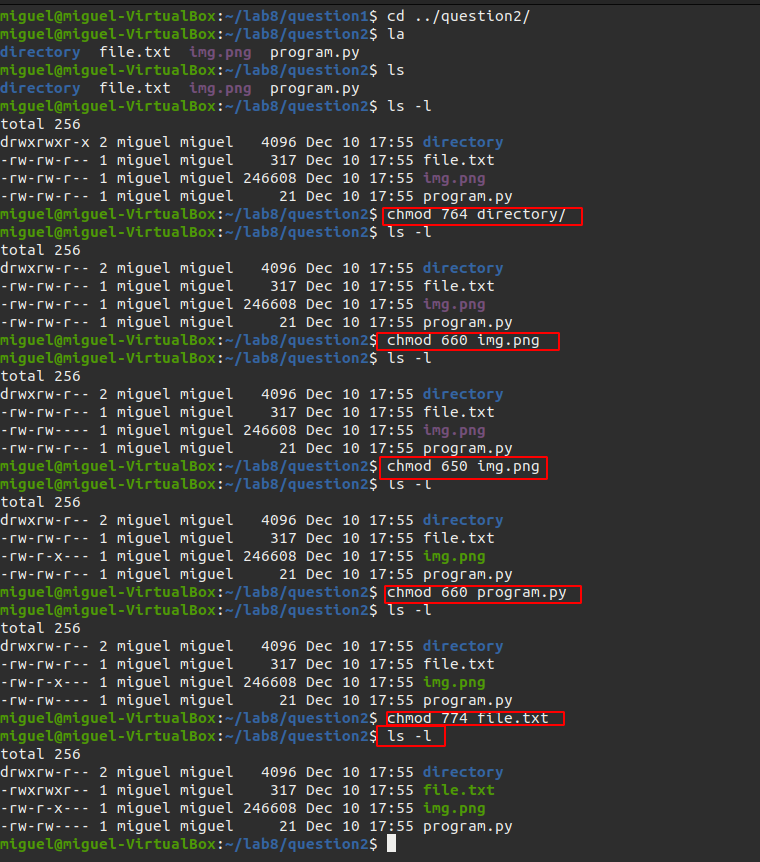 miguel@miguel-VirtualBox:~/lab8/question1$ cd ../question2/
miguel@miguel-VirtualBox:~/lab8/question2$ la
directory  file.txt  img.png  program.py
miguel@miguel-VirtualBox:~/lab8/question2$ ls
directory  file.txt  img.png  program.py
miguel@miguel-VirtualBox:~/lab8/question2$ ls -l
total 256
drwxrwxr-x 2 miguel miguel   4096 Dec 10 17:55 directory
-rw-rw-r-- 1 miguel miguel    317 Dec 10 17:55 file.txt
-rw-rw-r-- 1 miguel miguel 246608 Dec 10 17:55 img.png
-rw-rw-r-- 1 miguel miguel     21 Dec 10 17:55 program.py
miguel@miguel-VirtualBox:~/lab8/question2$ chmod 764 directory/
miguel@miguel-VirtualBox:~/lab8/question2$ ls -l
total 256
drwxrw-r-- 2 miguel miguel   4096 Dec 10 17:55 directory
-rw-rw-r-- 1 miguel miguel    317 Dec 10 17:55 file.txt
-rw-rw-r-- 1 miguel miguel 246608 Dec 10 17:55 img.png
-rw-rw-r-- 1 miguel miguel     21 Dec 10 17:55 program.py
miguel@miguel-VirtualBox:~/lab8/question2$ chmod 660 img.png
miguel@miguel-VirtualBox:~/lab8/question2$ ls -l
total 256
drwxrw-r-- 2 miguel miguel   4096 Dec 10 17:55 directory
-rw-rw-r-- 1 miguel miguel    317 Dec 10 17:55 file.txt
-rw-rw---- 1 miguel miguel 246608 Dec 10 17:55 img.png
-rw-rw-r-- 1 miguel miguel     21 Dec 10 17:55 program.py
miguel@miguel-VirtualBox:~/lab8/question2$ chmod 650 img.png
miguel@miguel-VirtualBox:~/lab8/question2$ ls -l
total 256
drwxrw-r-- 2 miguel miguel   4096 Dec 10 17:55 directory
-rw-rw-r-- 1 miguel miguel    317 Dec 10 17:55 file.txt
-rw-r-x--- 1 miguel miguel 246608 Dec 10 17:55 img.png
-rw-rw-r-- 1 miguel miguel     21 Dec 10 17:55 program.py
miguel@miguel-VirtualBox:~/lab8/question2$ chmod 660 program.py
miguel@miguel-VirtualBox:~/lab8/question2$ ls -l
total 256
drwxrw-r-- 2 miguel miguel   4096 Dec 10 17:55 directory
-rw-rw-r-- 1 miguel miguel    317 Dec 10 17:55 file.txt
-rw-r-x--- 1 miguel miguel 246608 Dec 10 17:55 img.png
-rw-rw---- 1 miguel miguel     21 Dec 10 17:55 program.py
miguel@miguel-VirtualBox:~/lab8/question2$ chmod 774 file.txt
miguel@miguel-VirtualBox:~/lab8/question2$ ls -l
total 256
drwxrw-r-- 2 miguel miguel   4096 Dec 10 17:55 directory
-rwxrwxr-- 1 miguel miguel    317 Dec 10 17:55 file.txt
-rw-r-x--- 1 miguel miguel 246608 Dec 10 17:55 img.png
-rw-rw---- 1 miguel miguel     21 Dec 10 17:55 program.py
miguel@miguel-VirtualBox:~/lab8/question2$